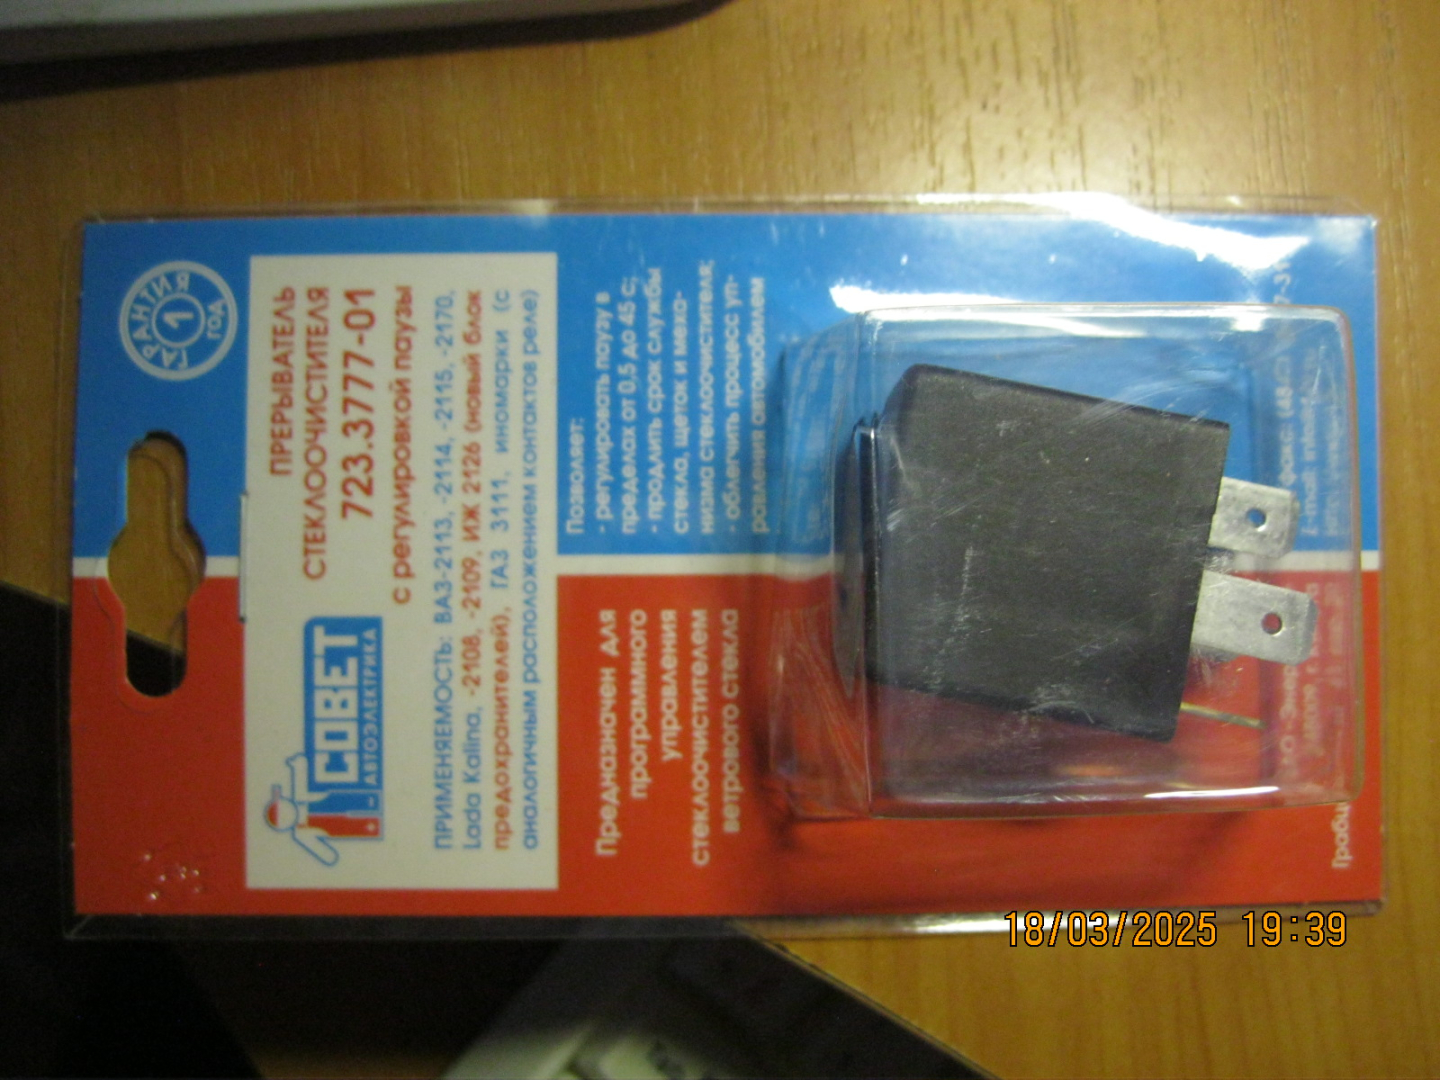 ГАРАНТИЯ
1
ГОД
ПРЕРЫВАТЕЛЬ
СТЕКЛООЧИСТИТЕЛЯ
723.3777-01
с регулировкой паузы
СОВЕТ
АВТОЭЛЕКТРИКА
ПРИМЕНЯЕМОСТЬ: ВАЗ-2113, -2114, -2115, -2170,
Lada Kalina, -2108, -2109, ИЖ 2126 (новый блок
предохранителей), ГАЗ 3111, иномарки (с
аналогичным расположением контактов реле)
Позволяет:
- регулировать паузу в
пределах от 0,5 до 45 с;
- продлить срок службы
стекла, щеток и меха-
низма стеклоочистителя;
- облегчить процесс уп-
равления автомобилем
Предназначен для
программного
управления
стеклоочистителем
ветрового стекла
18/03/2025 19:39